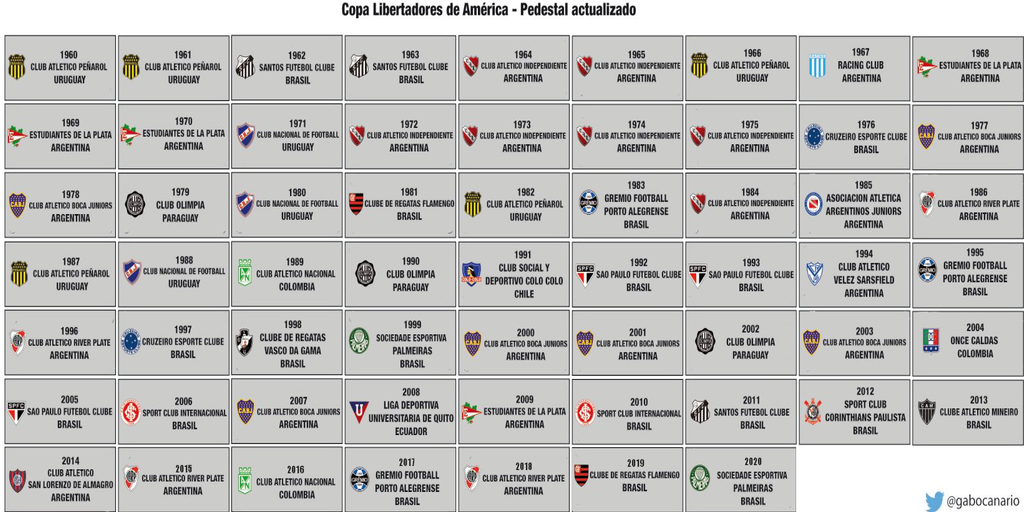 Copa Libertadores de América - Pedestal actualizado
1960
CLUB ATLETICO PEÑAROL
URUGUAY
1961
CLUB ATLETICO PEÑAROL
URUGUAY
1962
SANTOS FUTEBOL CLUBE
BRASIL
1963
SANTOS FUTEBOL CLUBE
BRASIL
1964
CLUB ATLETICO INDEPENDIENTE
ARGENTINA
1965
CLUB ATLETICO INDEPENDIENTE
ARGENTINA
1966
CLUB ATLETICO PEÑAROL
URUGUAY
1967
RACING CLUB
ARGENTINA
1968
ESTUDIANTES DE LA PLATA
ARGENTINA
1969
ESTUDIANTES DE LA PLATA
ARGENTINA
1970
ESTUDIANTES DE LA PLATA
ARGENTINA
1971
CLUB NACIONAL DE FOOTBALL
URUGUAY
1972
CLUB ATLETICO INDEPENDIENTE
ARGENTINA
1973
CLUB ATLETICO INDEPENDIENTE
ARGENTINA
1974
CLUB ATLETICO INDEPENDIENTE
ARGENTINA
1975
CLUB ATLETICO INDEPENDIENTE
ARGENTINA
1976
CRUZEIRO ESPORTE CLUBE
BRASIL
1977
CLUB ATLETICO BOCA JUNIORS
ARGENTINA
1978
CLUB ATLETICO BOCA JUNIORS
ARGENTINA
1979
CLUB OLIMPIA
PARAGUAY
1980
CLUB NACIONAL DE FOOTBALL
URUGUAY
1981
CLUBE DE REGATAS FLAMENGO
BRASIL
1982
CLUB ATLETICO PEÑAROL
URUGUAY
1983
GREMIO FOOTBALL
PORTO ALEGRENSE
BRASIL
1984
CLUB ATLETICO INDEPENDIENTE
ARGENTINA
1985
ASOCIACION ATLETICA
ARGENTINOS JUNIORS
ARGENTINA
1986
CLUB ATLETICO RIVER PLATE
ARGENTINA
1987
CLUB ATLETICO PEÑAROL
URUGUAY
1988
CLUB NACIONAL DE FOOTBALL
URUGUAY
1989
CLUB ATLETICO NACIONAL
COLOMBIA
1990
CLUB OLIMPIA
PARAGUAY
1991
CLUB SOCIAL Y
DEPORTIVO COLO COLO
CHILE
1992
SAO PAULO FUTEBOL CLUBE
BRASIL
1993
SAO PAULO FUTEBOL CLUBE
BRASIL
1994
CLUB ATLETICO
VELEZ SARSFIELD
ARGENTINA
1995
GREMIO FOOTBALL
PORTO ALEGRENSE
BRASIL
1996
CLUB ATLETICO RIVER PLATE
ARGENTINA
1997
CRUZEIRO ESPORTE CLUBE
BRASIL
1998
CLUBE DE REGATAS
VASCO DA GAMA
BRASIL
1999
SOCIEDADE ESPORTIVA
PALMEIRAS
BRASIL
2000
CLUB ATLETICO BOCA JUNIORS
ARGENTINA
2001
CLUB ATLETICO BOCA JUNIORS
ARGENTINA
2002
CLUB OLIMPIA
PARAGUAY
2003
CLUB ATLETICO BOCA JUNIORS
ARGENTINA
2004
ONCE CALDAS
COLOMBIA
2005
SAO PAULO FUTEBOL CLUBE
BRASIL
2006
SPORT CLUB INTERNACIONAL
BRASIL
2007
CLUB ATLETICO BOCA JUNIORS
ARGENTINA
2008
LIGA DEPORTIVA
UNIVERSITARIA DE QUITO
ECUADOR
2009
ESTUDIANTES DE LA PLATA
ARGENTINA
2010
SPORT CLUB INTERNACIONAL
BRASIL
2011
SANTOS FUTEBOL CLUBE
BRASIL
2012
SPORT CLUB
CORINTHIANS PAULISTA
BRASIL
2013
CLUBE ATLETICO MINEIRO
BRASIL
2014
CLUB ATLETICO
SAN LORENZO DE ALMAGRO
ARGENTINA
2015
CLUB ATLETICO RIVER PLATE
ARGENTINA
2016
CLUB ATLETICO NACIONAL
COLOMBIA
2017
GREMIO FOOTBALL
PORTO ALEGRENSE
BRASIL
2018
CLUB ATLETICO RIVER PLATE
ARGENTINA
2019
CLUBE DE REGATAS FLAMENGO
BRASIL
2020
SOCIEDADE ESPORTIVA
PALMEIRAS
BRASIL
@gabocanario